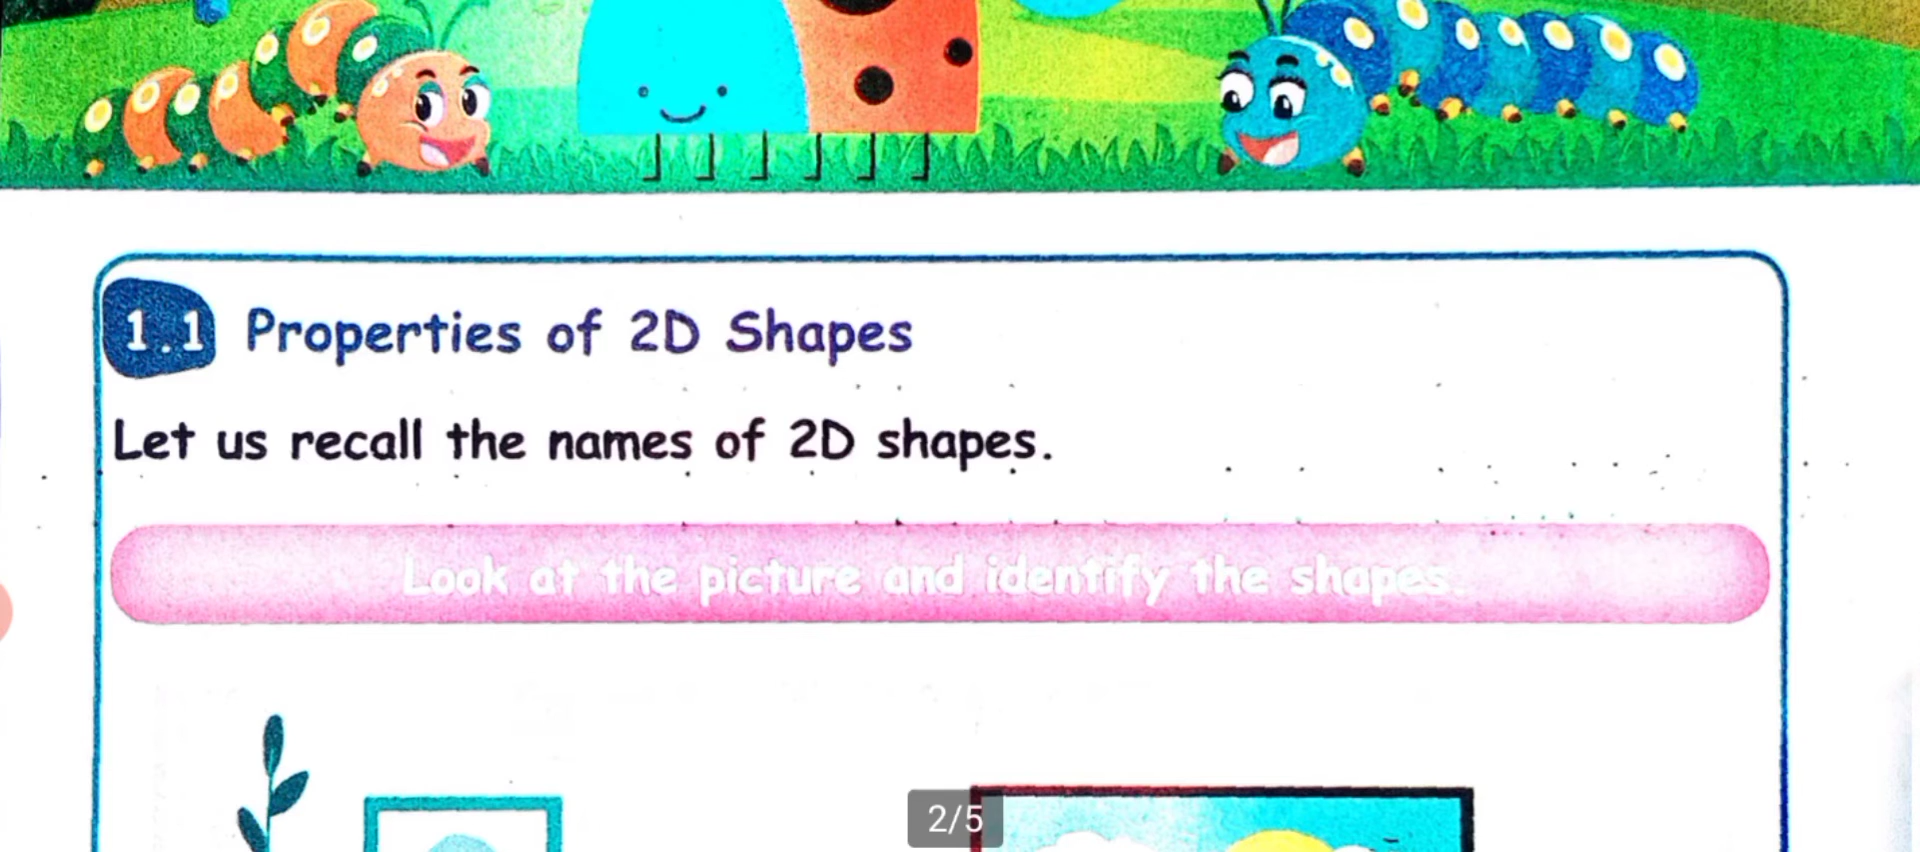 1.1 Properties of 2D Shapes
Let us recall the names of 2D shapes.
Look at the picture and identify the shapes.
2/5